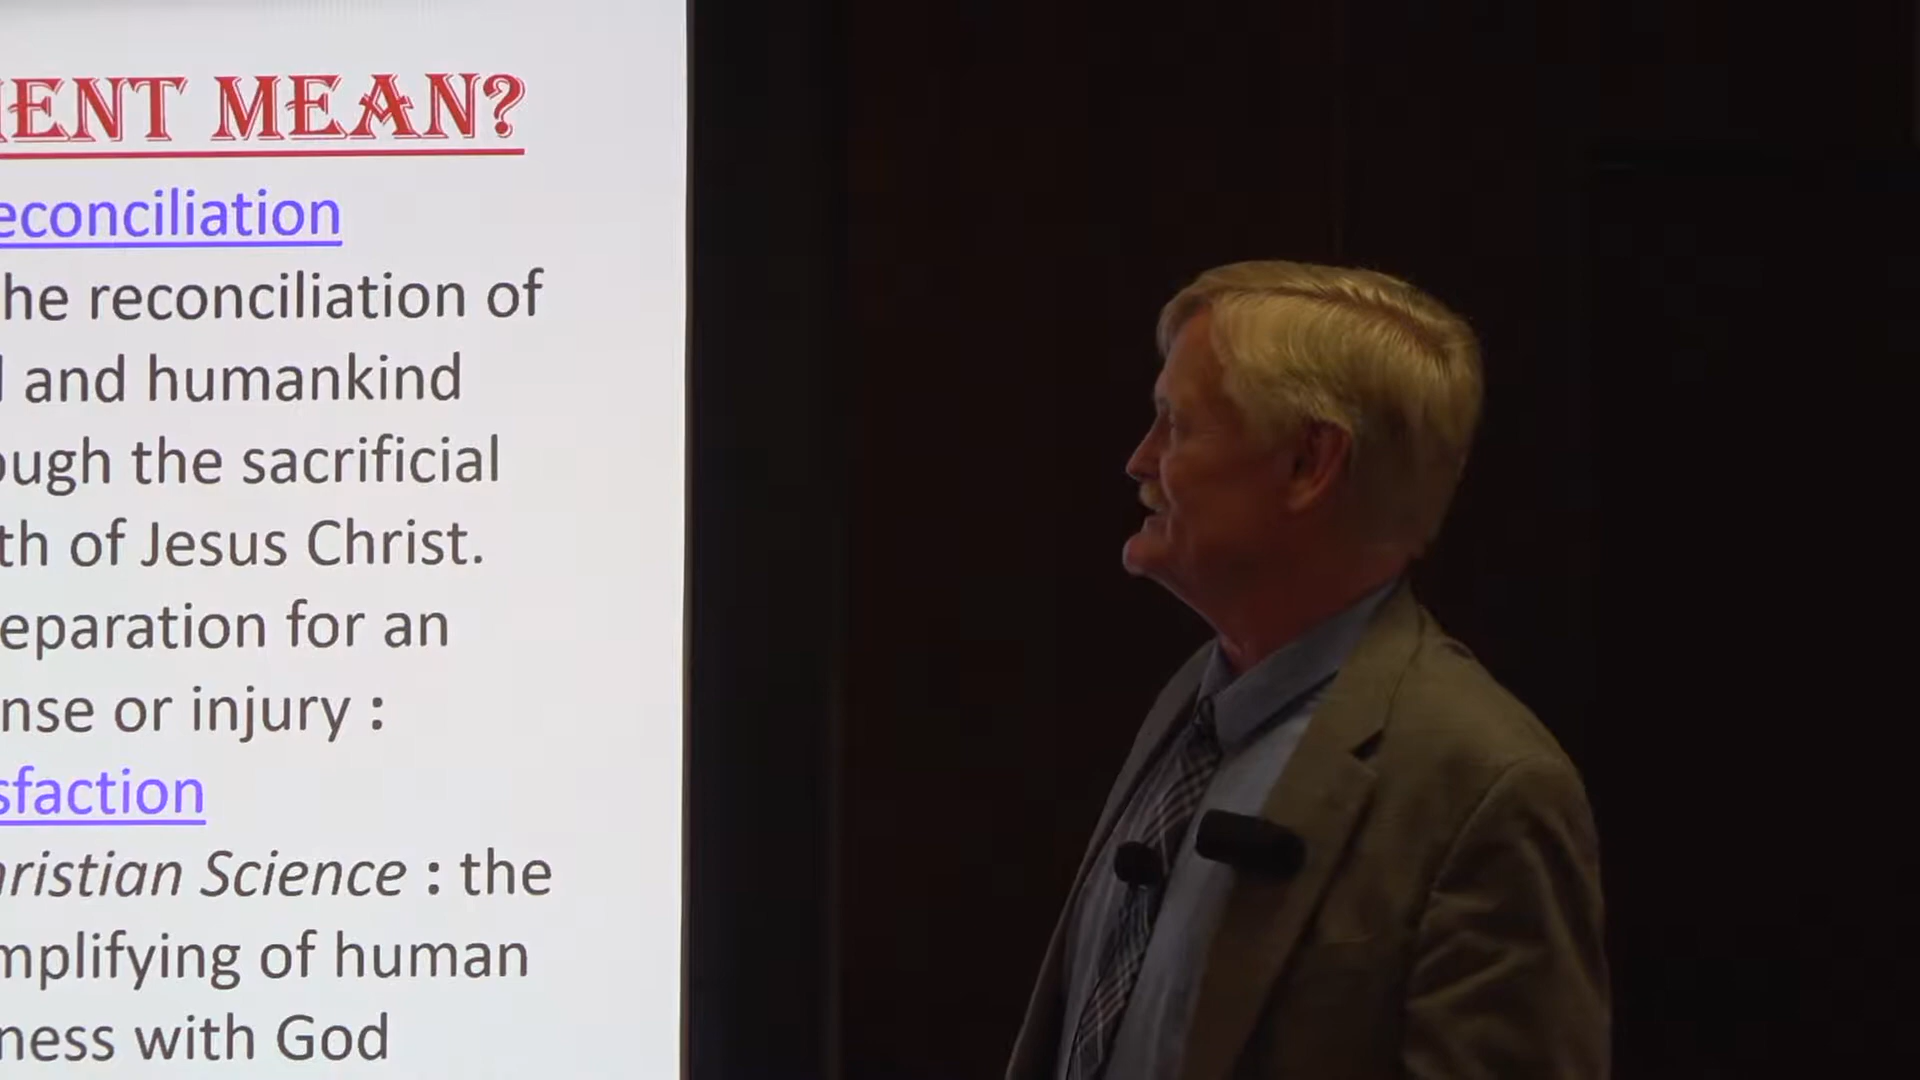 ENT MEAN?
econciliation
he reconciliation of
and humankind
ough the sacrificial
th of Jesus Christ.
eparation for an
nse or injury :
sfaction
ristian Science : the
mplifying of human
ness with God